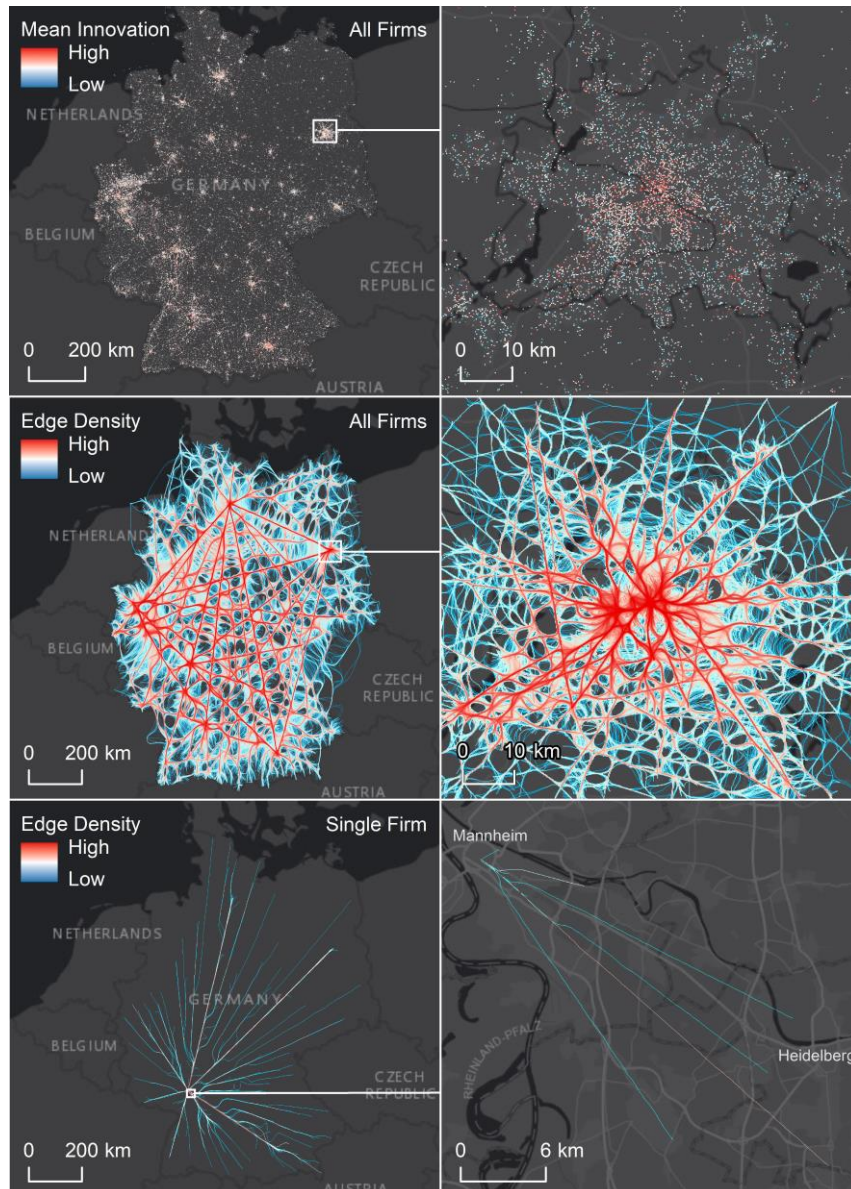 Mean Innovation
All Firms
High
Low
NETHERLANDS
GERMANY
BELGIUM
CZECH
REPUBLIC
AUSTRIA
0 200 km
0 10 km
Edge Density
All Firms
High
Low
NETHERLAND
BELGIUM
CZECH
REPUBLIC
AUSTRIA
0 200 km
0 10 km
Edge Density
Single Firm
High
Low
NETHERLANDS
GERMANY
BELGIUM
CZECH
REPUBLIC
AUSTRIA
0 200 km
Mannheim
RHEINLAND-PFALZ
Heidelberg
0 6 km